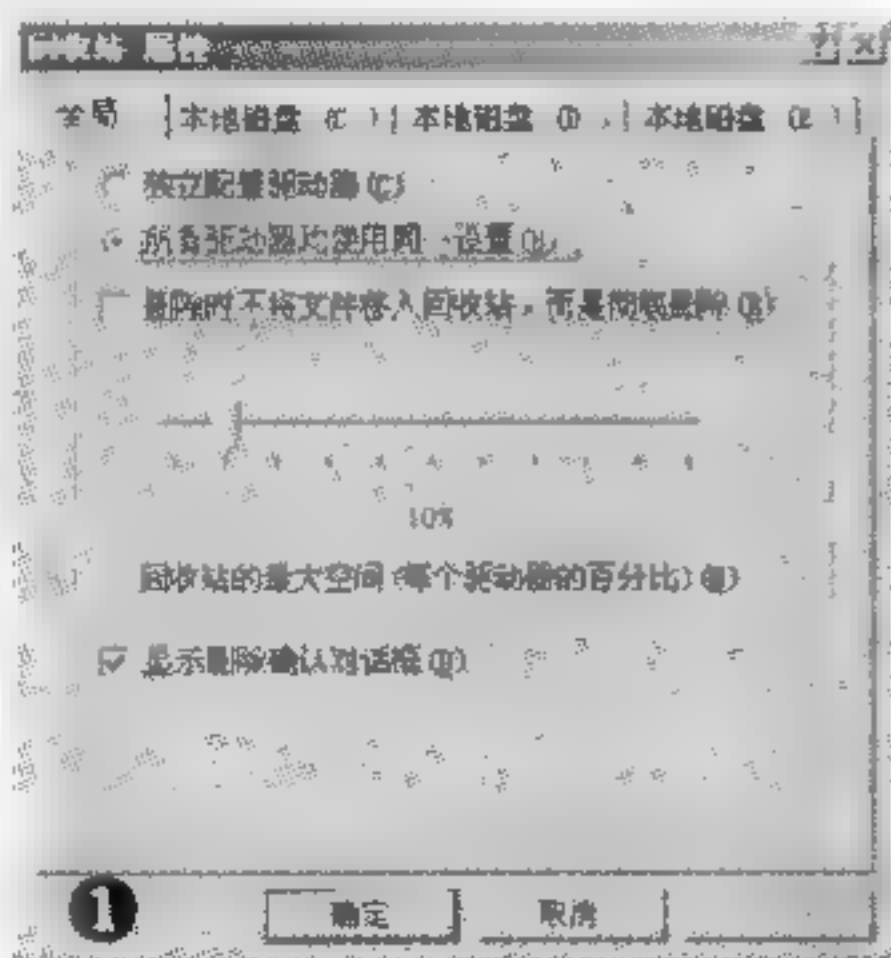 回收站 属性
全局 本地磁盘 (C ) 本地磁盘 (D ) 本地磁盘 (E )
独立配置驱动器(C)
所有驱动器均使用同一设置(U)
删除时不将文件移入回收站，而是彻底删除(R)
10%
回收站的最大空间(每个驱动器的百分比)(M)
显示删除确认对话框(D)
1
确定 取消